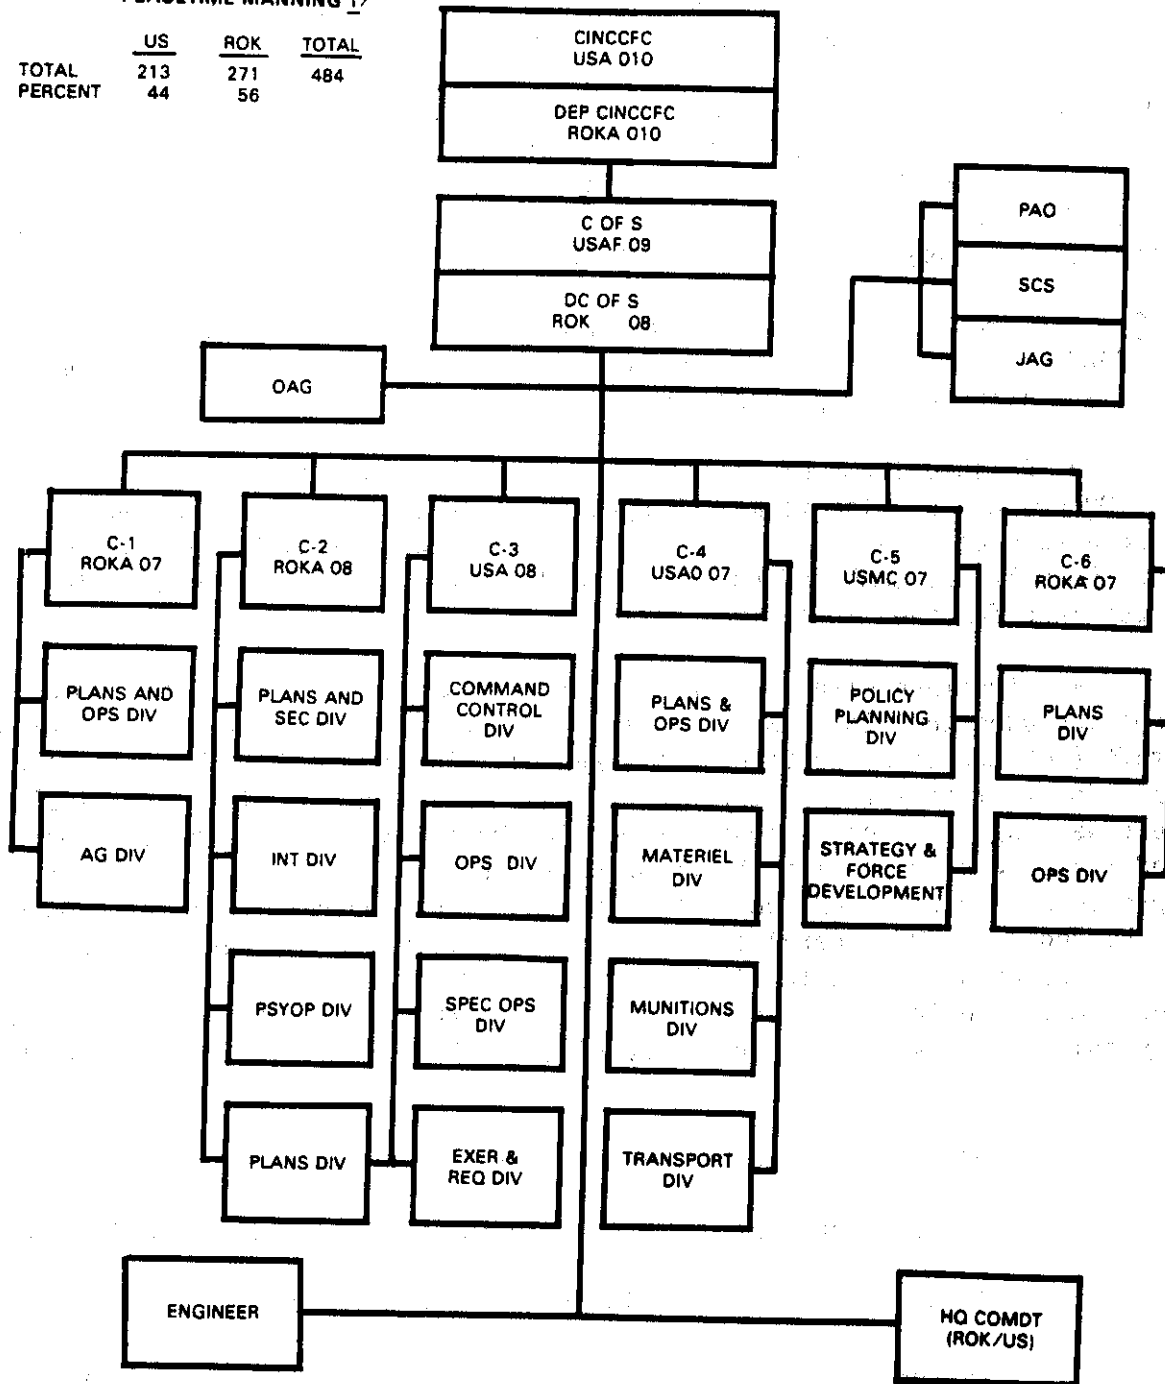 PEACETIME MANNING 1/
US ROK TOTAL
TOTAL 213 271 484
PERCENT 44 56
CINCCFC
USA 010
DEP CINCCFC
ROKA 010
C OF S
USAF 09
DC OF S
ROK 08
PAO
SCS
JAG
OAG
C-1
ROKA 07
C-2
ROKA 08
C-3
USA 08
C-4
USA0 07
C-5
USMC 07
C-6
ROKA 07
PLANS AND
OPS DIV
PLANS AND
SEC DIV
COMMAND
CONTROL
DIV
PLANS &
OPS DIV
POLICY
PLANNING
DIV
PLANS
DIV
AG DIV
INT DIV
OPS DIV
MATERIEL
DIV
STRATEGY &
FORCE
DEVELOPMENT
OPS DIV
PSYOP DIV
SPEC OPS
DIV
MUNITIONS
DIV
PLANS DIV
EXER &
REQ DIV
TRANSPORT
DIV
ENGINEER
HQ COMDT
(ROK/US)